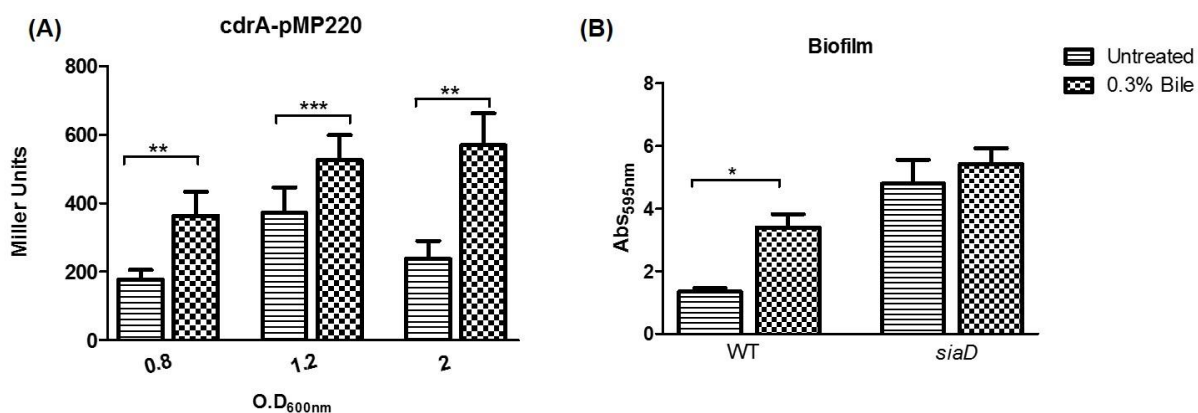 (A)
cdrA-pMP220
800
600
400
200
0
Miller Units
**
***
**
0.8
1.2
2
O.D600nm
(B)
Biofilm
Untreated
0.3% Bile
8
6
4
2
0
Abs595nm
*
WT
siaD